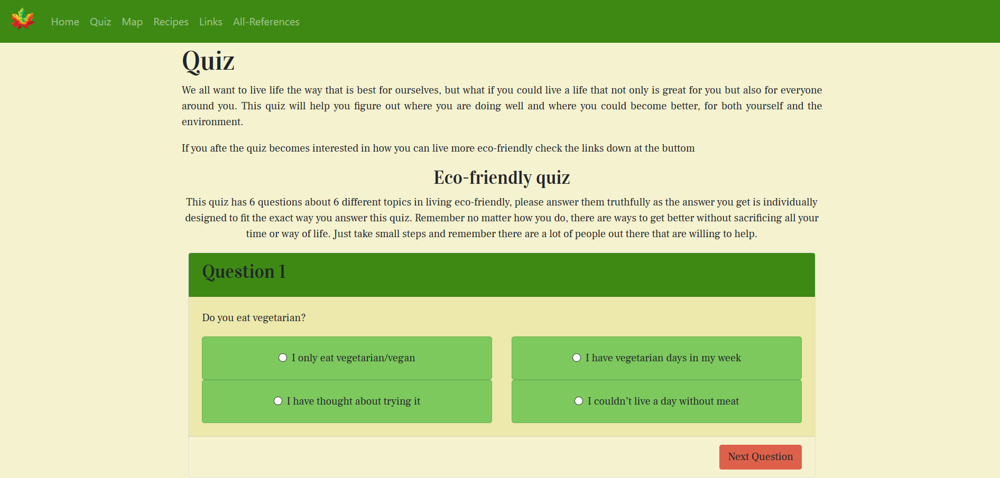 Home Quiz Map Recipes Links All-References
Quiz
We all want to live life the way that is best for ourselves, but what if you could live a life that not only is great for you but also for everyone
around you. This quiz will help you figure out where you are doing well and where you could become better, for both yourself and the
environment.
If you afte the quiz becomes interested in how you can live more eco-friendly check the links down at the buttom
Eco-friendly quiz
This quiz has 6 questions about 6 different topics in living eco-friendly, please answer them truthfully as the answer you get is individually
designed to fit the exact way you answer this quiz. Remember no matter how you do, there are ways to get better without sacrificing all your
time or way of life. Just take small steps and remember there are a lot of people out there that are willing to help.
Question 1
Do you eat vegetarian?
I only eat vegetarian/vegan
I have vegetarian days in my week
I have thought about trying it
I couldn’t live a day without meat
Next Question